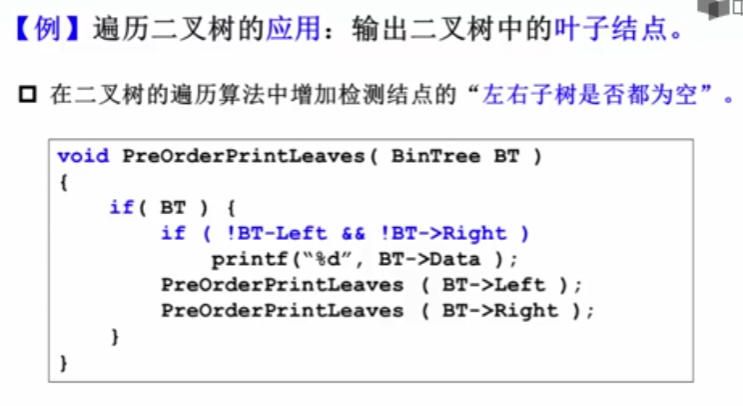 【例】遍历二叉树的应用：输出二叉树中的叶子结点。
在二叉树的遍历算法中增加检测结点的“左右子树是否都为空”。
void PreOrderPrintLeaves( BinTree BT )
{
    if( BT ) {
        if ( !BT-Left && !BT->Right )
            printf(“%d”, BT->Data );
        PreOrderPrintLeaves ( BT->Left );
        PreOrderPrintLeaves ( BT->Right );
    }
}